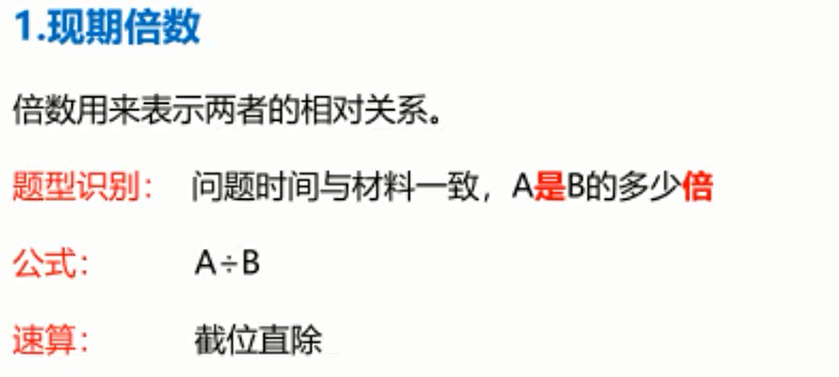 1.现期倍数
倍数用来表示两者的相对关系。
题型识别： 问题时间与材料一致，A是B的多少倍
公式： A÷B
速算： 截位直除